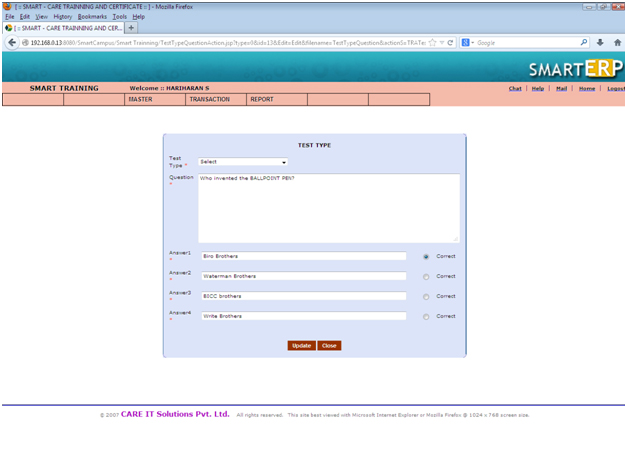 [ :: SMART - CARE TRAINNING AND CERTIFICATE :: ] - Mozilla Firefox
File Edit View History Bookmarks Tools Help
[ :: SMART - CARE TRAINNING AND CER... +
192.168.0.13:8080/SmartCampus/Smart Trainning/TestTypeQuestionAction.jsp?type=9&idx=13&Edit=Edit&filename=TestTypeQuestion&actionS=TRATe:
Google
SMARTERP
SMART TRAINING Welcome :: HARIHARAN S Chat | Help | Mail | Home | Logout
MASTER TRANSACTION REPORT
TEST TYPE
Test Type * Select
Question * Who invented the BALLPOINT PEN?
Answer1 * Biro Brothers Correct
Answer2 * Waterman Brothers Correct
Answer3 * BICC brothers Correct
Answer4 * Write Brothers Correct
Update Close
© 2007 CARE IT Solutions Pvt. Ltd. All rights reserved. This site best viewed with Microsoft Internet Explorer or Mozilla Firefox @ 1024 x 768 screen size.